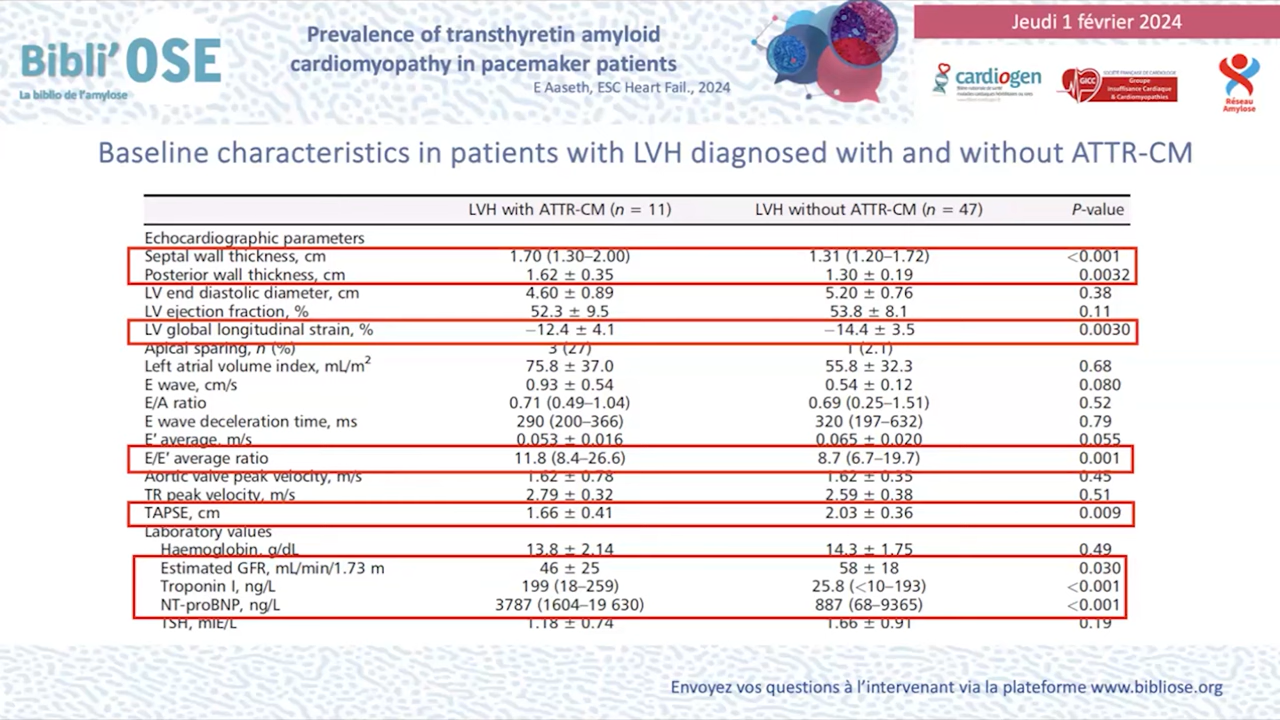 Bibli'OSE
La biblio de l'amylose
Prevalence of transthyretin amyloid
cardiomyopathy in pacemaker patients
E Aaseth, ESC Heart Fail., 2024
Jeudi 1 février 2024
cardiogen
GICC
SOCIÉTÉ FRANÇAISE DE CARDIOLOGIE
Groupe
Insuffisance Cardiaque
& Cardiomyopathies
Réseau
Amylose
Baseline characteristics in patients with LVH diagnosed with and without ATTR-CM
LVH with ATTR-CM (n = 11) LVH without ATTR-CM (n = 47) P-value
Echocardiographic parameters
Septal wall thickness, cm 1.70 (1.30–2.00) 1.31 (1.20–1.72) <0.001
Posterior wall thickness, cm 1.62 ± 0.35 1.30 ± 0.19 0.0032
LV end diastolic diameter, cm 4.60 ± 0.89 5.20 ± 0.76 0.38
LV ejection fraction, % 52.3 ± 9.5 53.8 ± 8.1 0.11
LV global longitudinal strain, % −12.4 ± 4.1 −14.4 ± 3.5 0.0030
Apical sparing, n (%) 3 (27) 1 (2.1)
Left atrial volume index, mL/m² 75.8 ± 37.0 55.8 ± 32.3 0.68
E wave, cm/s 0.93 ± 0.54 0.54 ± 0.12 0.080
E/A ratio 0.71 (0.49–1.04) 0.69 (0.25–1.51) 0.52
E wave deceleration time, ms 290 (200–366) 320 (197–632) 0.79
E′ average, m/s 0.053 ± 0.016 0.065 ± 0.020 0.055
E/E′ average ratio 11.8 (8.4–26.6) 8.7 (6.7–19.7) 0.001
Aortic valve peak velocity, m/s 1.62 ± 0.78 1.62 ± 0.35 0.45
TR peak velocity, m/s 2.79 ± 0.32 2.59 ± 0.38 0.51
TAPSE, cm 1.66 ± 0.41 2.03 ± 0.36 0.009
Laboratory values
Haemoglobin, g/dL 13.8 ± 2.14 14.3 ± 1.75 0.49
Estimated GFR, mL/min/1.73 m 46 ± 25 58 ± 18 0.030
Troponin I, ng/L 199 (18–259) 25.8 (<10–193) <0.001
NT-proBNP, ng/L 3787 (1604–19 630) 887 (68–9365) <0.001
TSH, mIE/L 1.18 ± 0.74 1.66 ± 0.91 0.19
Envoyez vos questions à l'intervenant via la plateforme www.bibliose.org